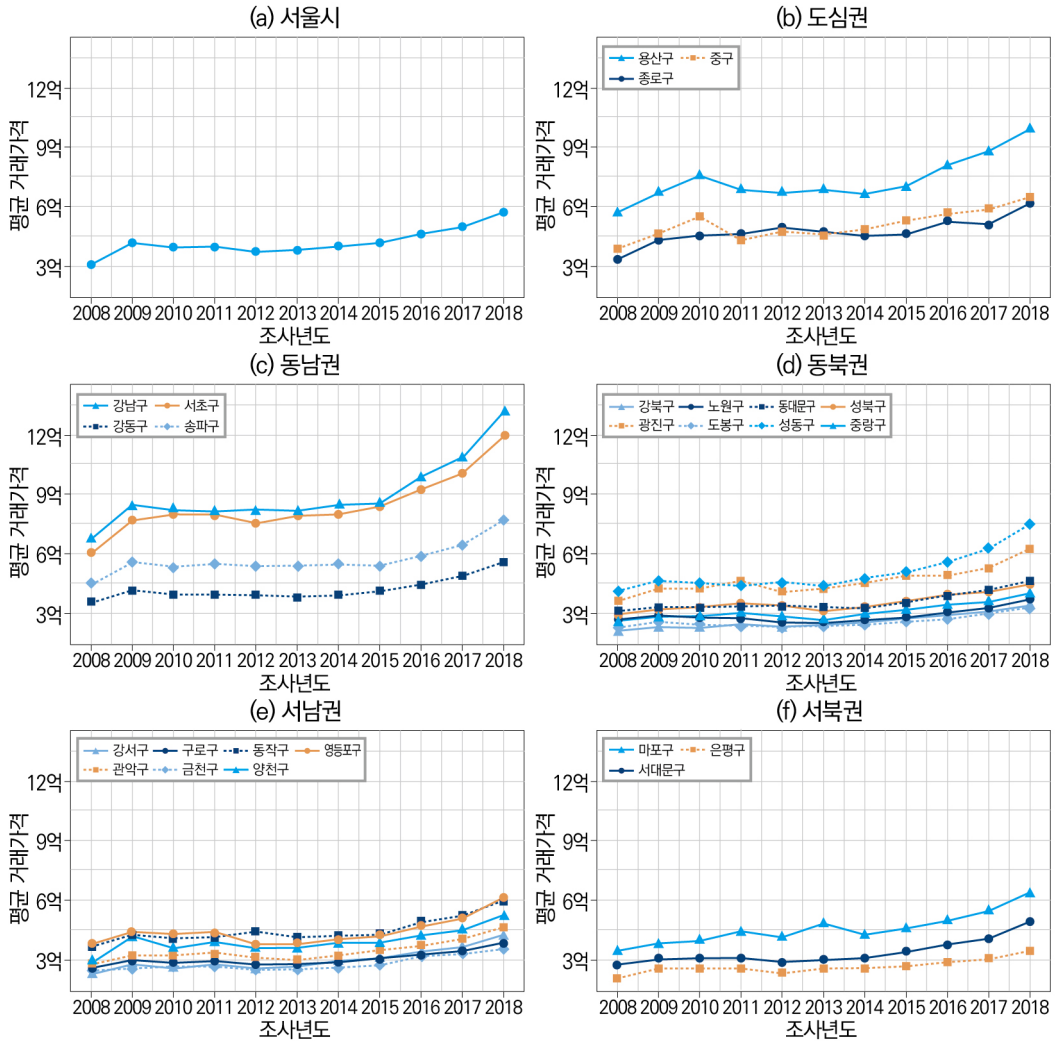 (a) 서울시
평균 거래가격
12억
9억
6억
3억
2008 2009 2010 2011 2012 2013 2014 2015 2016 2017 2018
조사년도
(b) 도심권
용산구 중구
종로구
평균 거래가격
12억
9억
6억
3억
2008 2009 2010 2011 2012 2013 2014 2015 2016 2017 2018
조사년도
(c) 동남권
강남구 서초구
강동구 송파구
평균 거래가격
12억
9억
6억
3억
2008 2009 2010 2011 2012 2013 2014 2015 2016 2017 2018
조사년도
(d) 동북권
강북구 노원구 동대문구 성북구
광진구 도봉구 성동구 중랑구
평균 거래가격
12억
9억
6억
3억
2008 2009 2010 2011 2012 2013 2014 2015 2016 2017 2018
조사년도
(e) 서남권
강서구 구로구 동작구 영등포구
관악구 금천구 양천구
평균 거래가격
12억
9억
6억
3억
2008 2009 2010 2011 2012 2013 2014 2015 2016 2017 2018
조사년도
(f) 서북권
마포구 은평구
서대문구
평균 거래가격
12억
9억
6억
3억
2008 2009 2010 2011 2012 2013 2014 2015 2016 2017 2018
조사년도